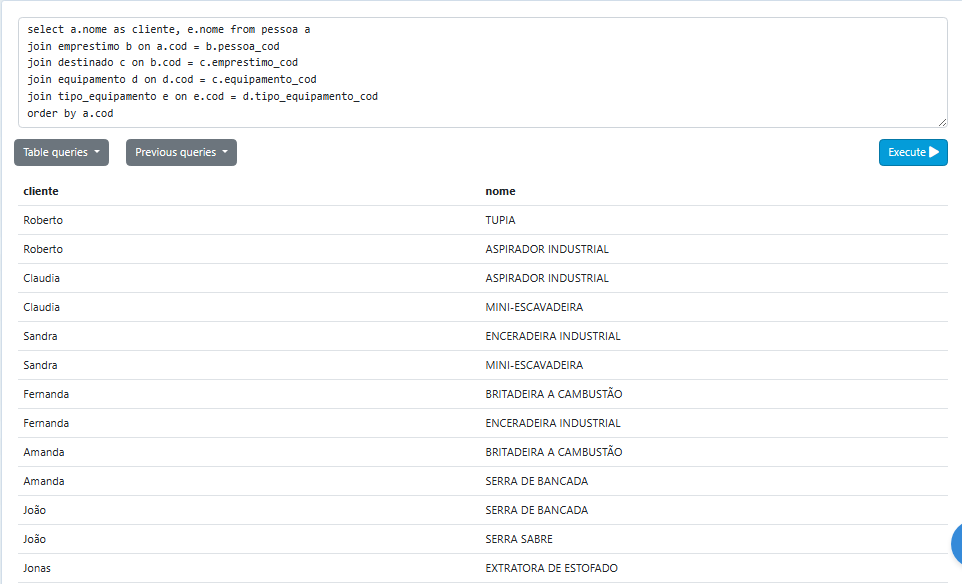 select a.nome as cliente, e.nome from pessoa a
join emprestimo b on a.cod = b.pessoa_cod
join destinado c on b.cod = c.emprestimo_cod
join equipamento d on d.cod = c.equipamento_cod
join tipo_equipamento e on e.cod = d.tipo_equipamento_cod
order by a.cod
Table queries Previous queries Execute
cliente nome
Roberto TUPIA
Roberto ASPIRADOR INDUSTRIAL
Claudia ASPIRADOR INDUSTRIAL
Claudia MINI-ESCAVADEIRA
Sandra ENCERADEIRA INDUSTRIAL
Sandra MINI-ESCAVADEIRA
Fernanda BRITADEIRA A CAMBUSTÃO
Fernanda ENCERADEIRA INDUSTRIAL
Amanda BRITADEIRA A CAMBUSTÃO
Amanda SERRA DE BANCADA
João SERRA DE BANCADA
João SERRA SABRE
Jonas EXTRATORA DE ESTOFADO